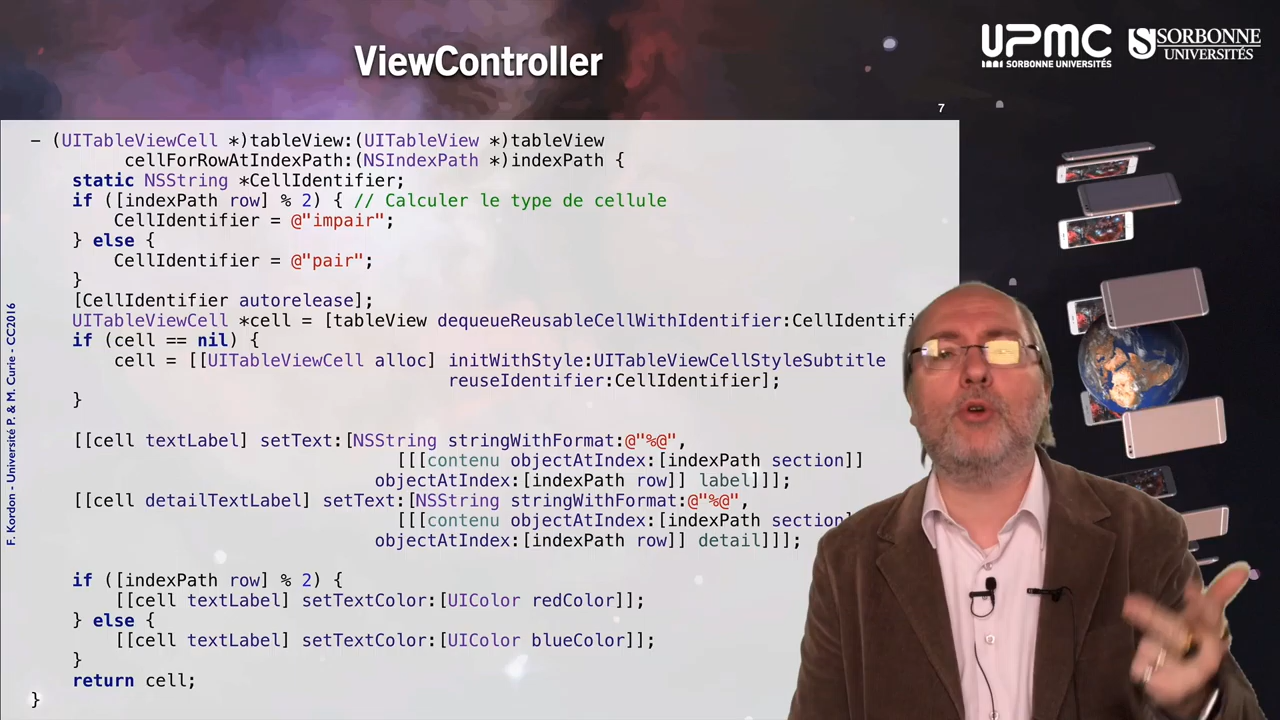 ViewController
UPMC
SORBONNE UNIVERSITÉS
SORBONNE
UNIVERSITÉS
7
- (UITableViewCell *)tableView:(UITableView *)tableView
cellForRowAtIndexPath:(NSIndexPath *)indexPath {
static NSString *CellIdentifier;
if ([indexPath row] % 2) { // Calculer le type de cellule
CellIdentifier = @"impair";
} else {
CellIdentifier = @"pair";
}
[CellIdentifier autorelease];
UITableViewCell *cell = [tableView dequeueReusableCellWithIdentifier:CellIdentifi
if (cell == nil) {
cell = [[UITableViewCell alloc] initWithStyle:UITableViewCellStyleSubtitle
reuseIdentifier:CellIdentifier];
}
[[cell textLabel] setText:[NSString stringWithFormat:@"%@",
[[[contenu objectAtIndex:[indexPath section]]
objectAtIndex:[indexPath row]] label]]];
[[cell detailTextLabel] setText:[NSString stringWithFormat:@"%@",
[[[contenu objectAtIndex:[indexPath section]
objectAtIndex:[indexPath row]] detail]]];
if ([indexPath row] % 2) {
[[cell textLabel] setTextColor:[UIColor redColor]];
} else {
[[cell textLabel] setTextColor:[UIColor blueColor]];
}
return cell;
}
F. Kordon - Université P. & M. Curie - CC2016